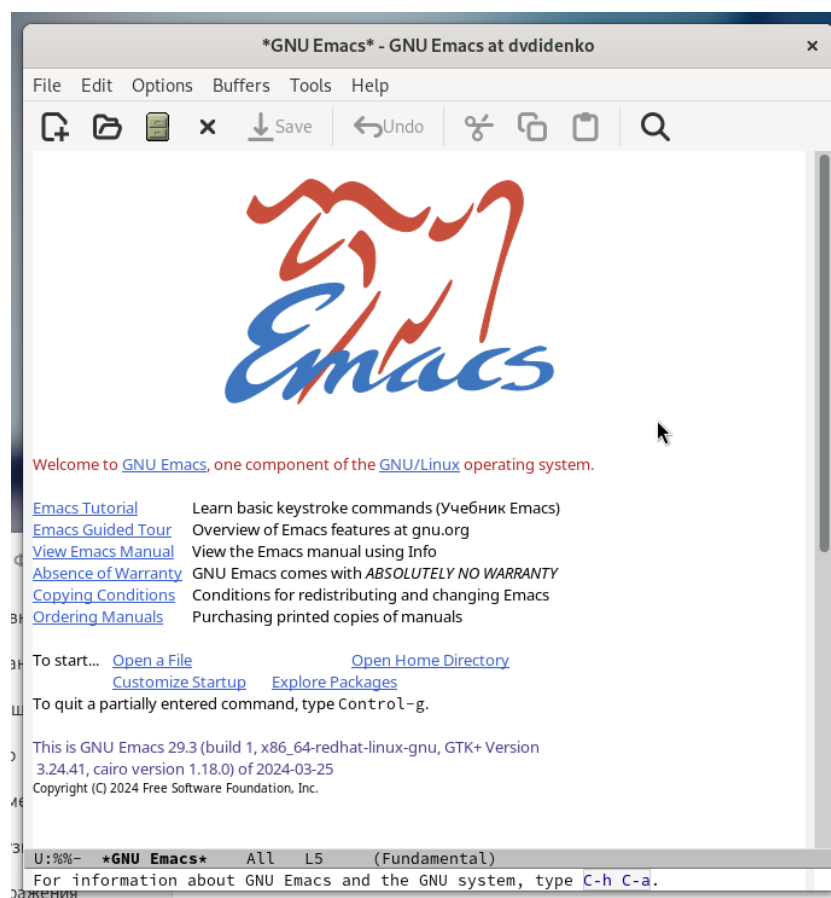 *GNU Emacs* - GNU Emacs at dvdidenko
File Edit Options Buffers Tools Help
Save Undo
Emacs
Welcome to GNU Emacs, one component of the GNU/Linux operating system.
Emacs Tutorial Learn basic keystroke commands (Учебник Emacs)
Emacs Guided Tour Overview of Emacs features at gnu.org
View Emacs Manual View the Emacs manual using Info
Absence of Warranty GNU Emacs comes with ABSOLUTELY NO WARRANTY
Copying Conditions Conditions for redistributing and changing Emacs
Ordering Manuals Purchasing printed copies of manuals
To start... Open a File Open Home Directory
Customize Startup Explore Packages
To quit a partially entered command, type Control-g.
This is GNU Emacs 29.3 (build 1, x86_64-redhat-linux-gnu, GTK+ Version
3.24.41, cairo version 1.18.0) of 2024-03-25
Copyright (C) 2024 Free Software Foundation, Inc.
U:%%- *GNU Emacs* All L5 (Fundamental)
For information about GNU Emacs and the GNU system, type C-h C-a.